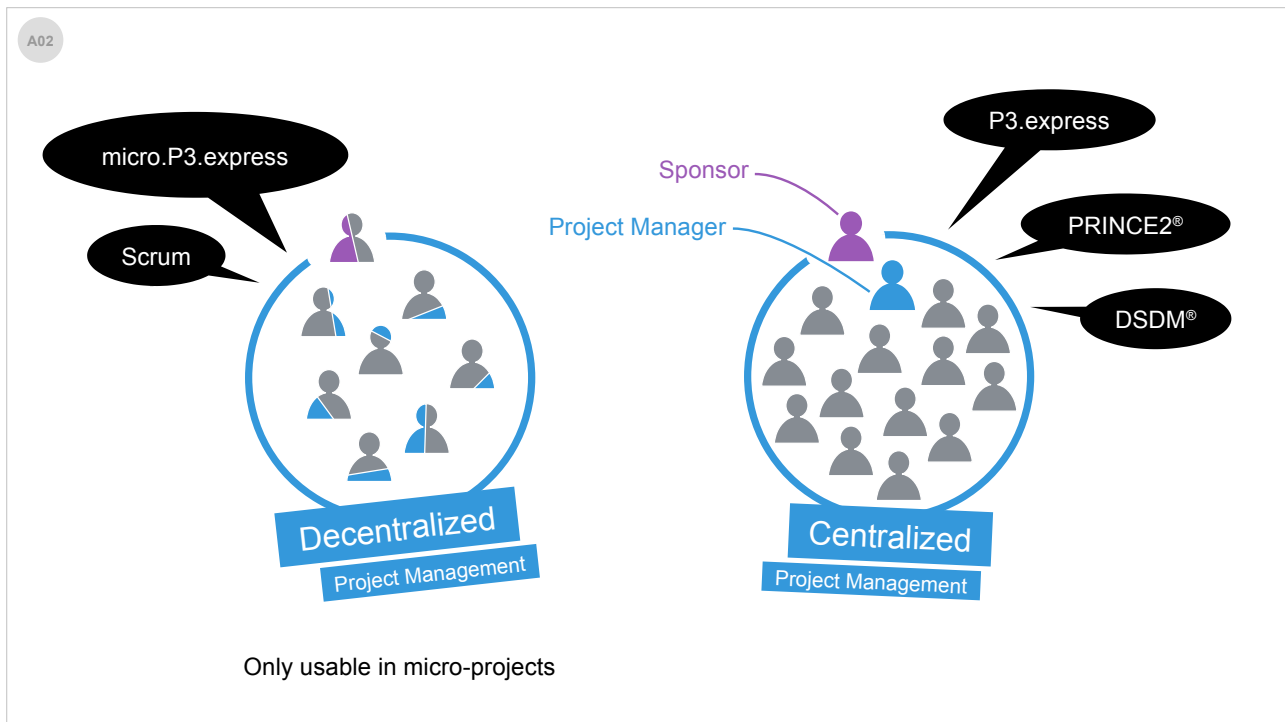 A02
micro.P3.express
Scrum
Decentralized
Project Management
Only usable in micro-projects
Sponsor
Project Manager
P3.express
PRINCE2®
DSDM®
Centralized
Project Management